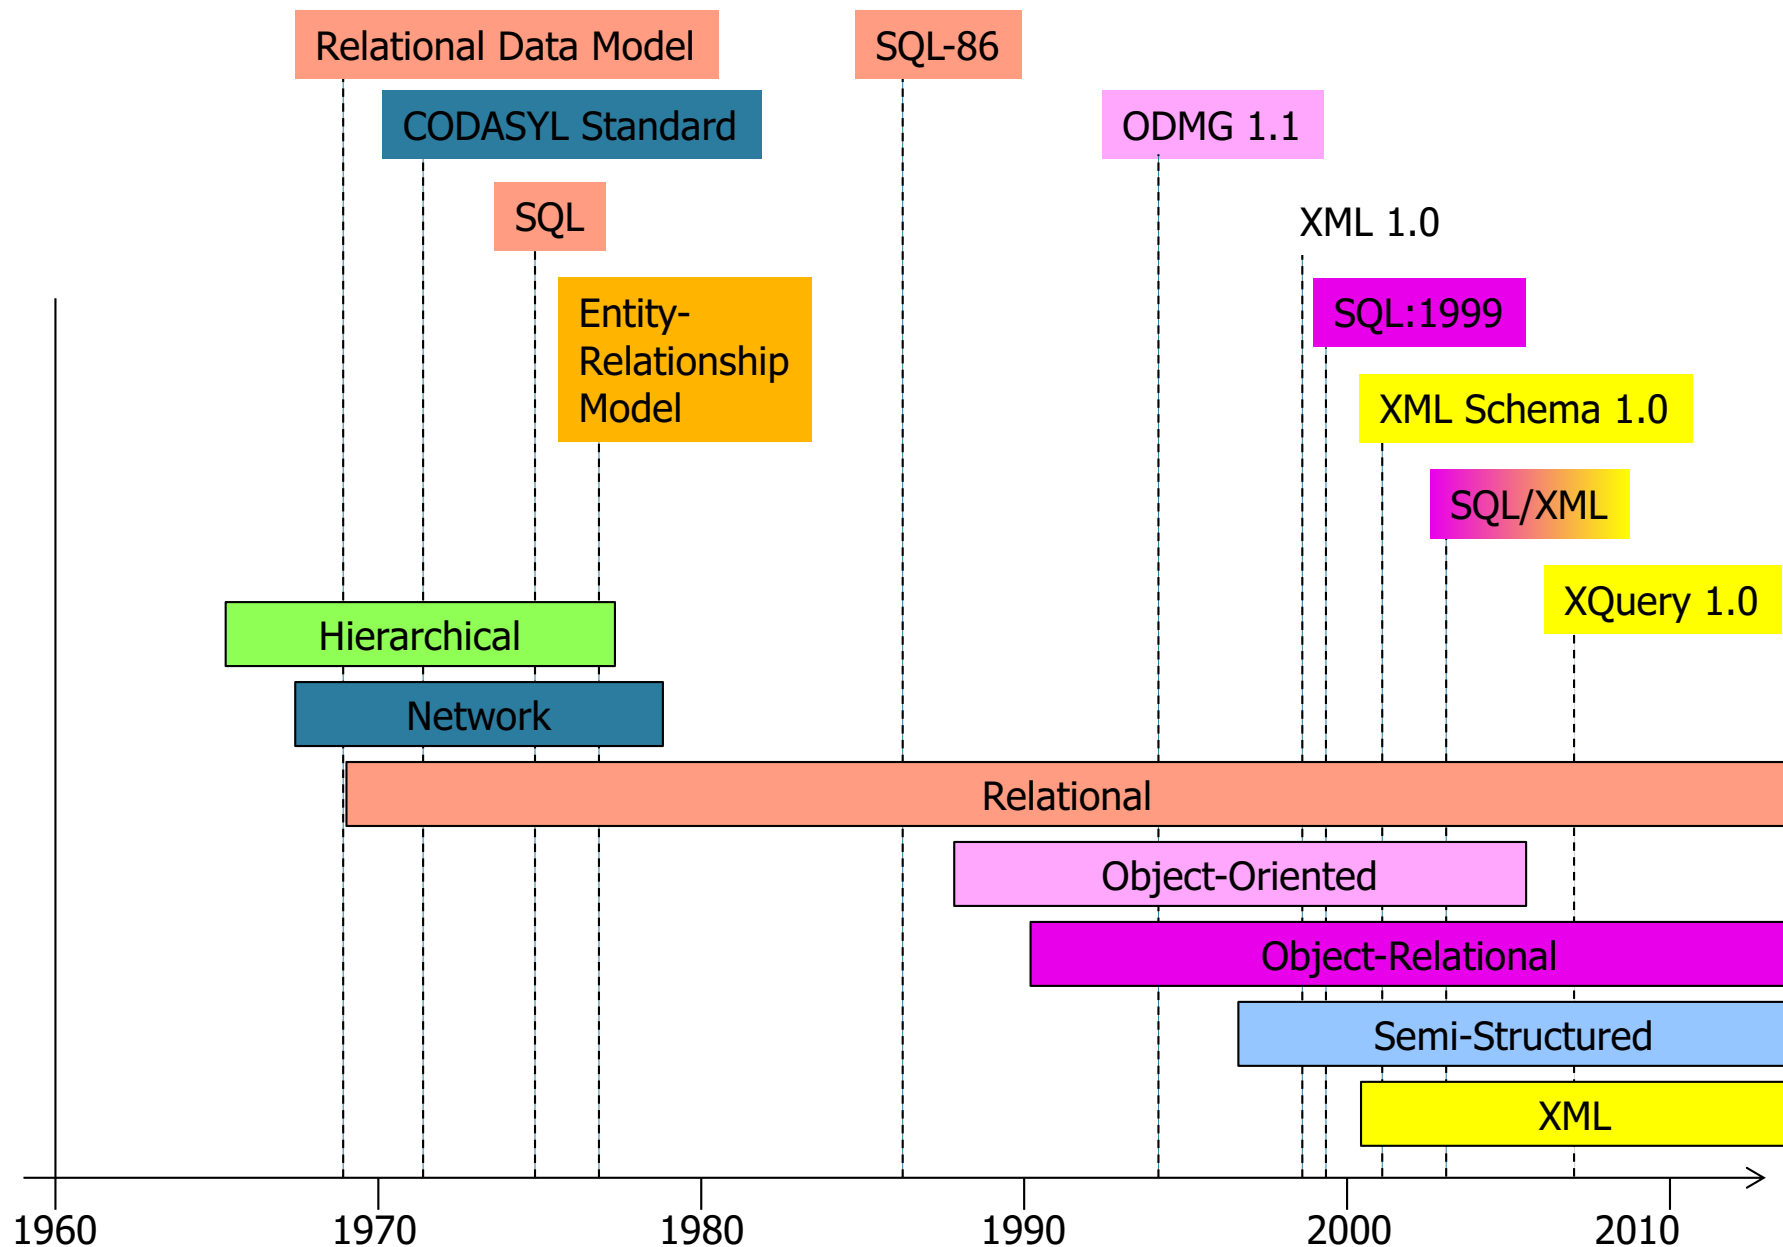 Relational Data Model
SQL-86
CODASYL Standard
ODMG 1.1
SQL
XML 1.0
Entity-
Relationship
Model
SQL:1999
XML Schema 1.0
SQL/XML
XQuery 1.0
Hierarchical
Network
Relational
Object-Oriented
Object-Relational
Semi-Structured
XML
1960
1970
1980
1990
2000
2010